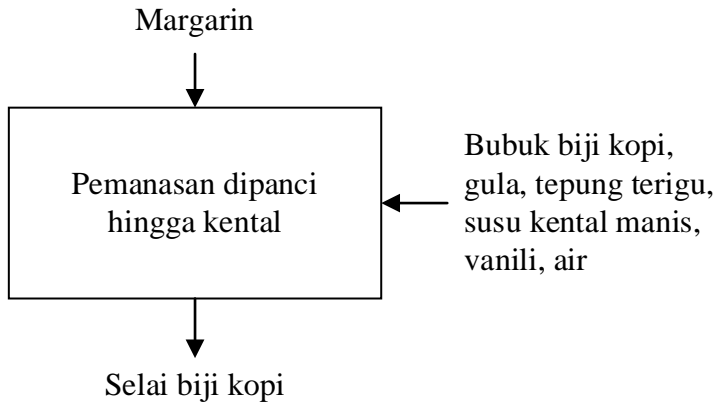 Margarin
Pemanasan dipanci
hingga kental
Bubuk biji kopi,
gula, tepung terigu,
susu kental manis,
vanili, air
Selai biji kopi